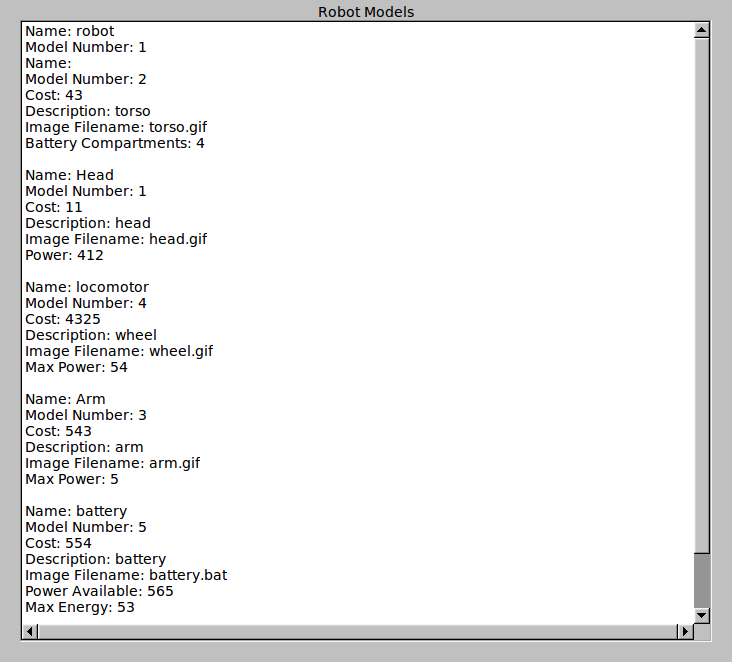 Robot Models
Name: robot
Model Number: 1
Name:
Model Number: 2
Cost: 43
Description: torso
Image Filename: torso.gif
Battery Compartments: 4
Name: Head
Model Number: 1
Cost: 11
Description: head
Image Filename: head.gif
Power: 412
Name: locomotor
Model Number: 4
Cost: 4325
Description: wheel
Image Filename: wheel.gif
Max Power: 54
Name: Arm
Model Number: 3
Cost: 543
Description: arm
Image Filename: arm.gif
Max Power: 5
Name: battery
Model Number: 5
Cost: 554
Description: battery
Image Filename: battery.bat
Power Available: 565
Max Energy: 53